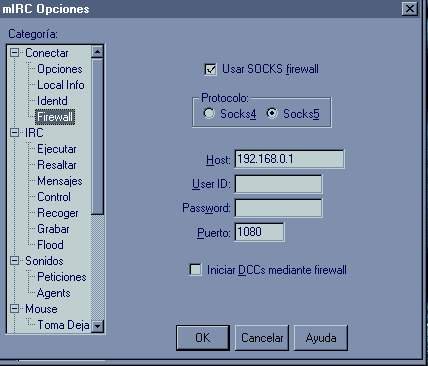 mIRC Opciones
Categoría:
Conectar
Opciones
Local Info
Identd
Firewall
IRC
Ejecutar
Resaltar
Mensajes
Control
Recoger
Grabar
Flood
Sonidos
Peticiones
Agents
Mouse
Toma Deja
Usar SOCKS firewall
Protocolo:
Socks4 Socks5
Host: 192.168.0.1
User ID:
Password:
Puerto: 1080
Iniciar DCCs mediante firewall
OK Cancelar Ayuda